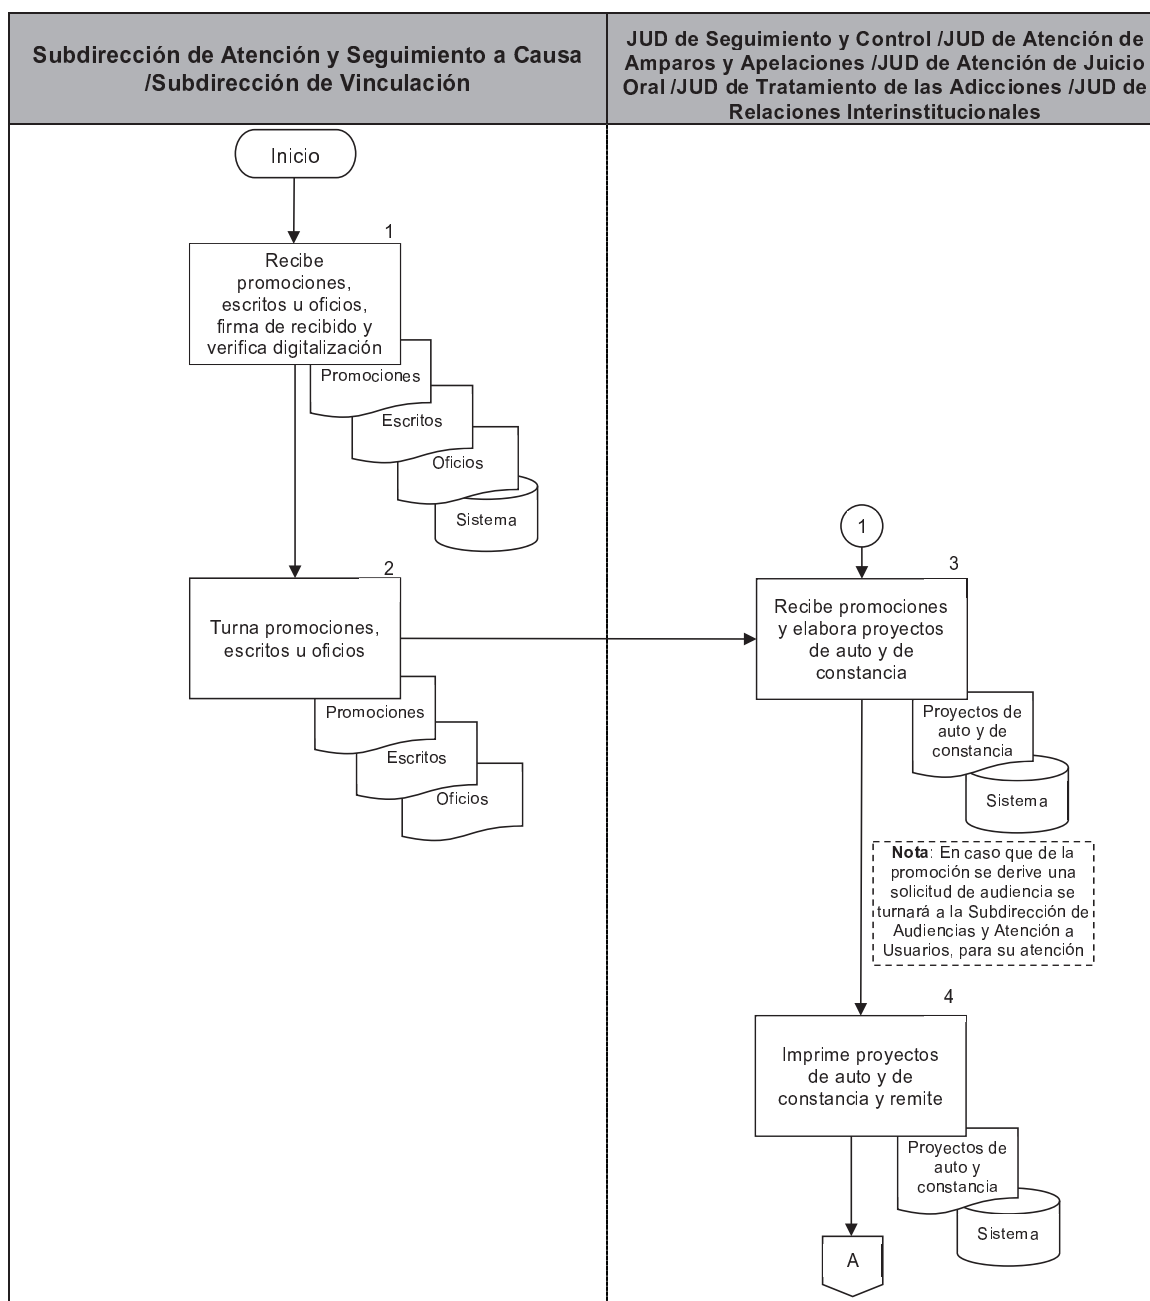 Subdirección de Atención y Seguimiento a Causa
/Subdirección de Vinculación
JUD de Seguimiento y Control /JUD de Atención de
Amparos y Apelaciones /JUD de Atención de Juicio
Oral /JUD de Tratamiento de las Adicciones /JUD de
Relaciones Interinstitucionales
Inicio
1
Recibe
promociones,
escritos u oficios,
firma de recibido y
verifica digitalización
Promociones
Escritos
Oficios
Sistema
2
Turna promociones,
escritos u oficios
Promociones
Escritos
Oficios
1
3
Recibe promociones
y elabora proyectos
de auto y de
constancia
Proyectos de
auto y de
constancia
Sistema
Nota: En caso que de la
promoción se derive una
solicitud de audiencia se
turnará a la Subdirección de
Audiencias y Atención a
Usuarios, para su atención
4
Imprime proyectos
de auto y de
constancia y remite
Proyectos de
auto y
constancia
Sistema
A